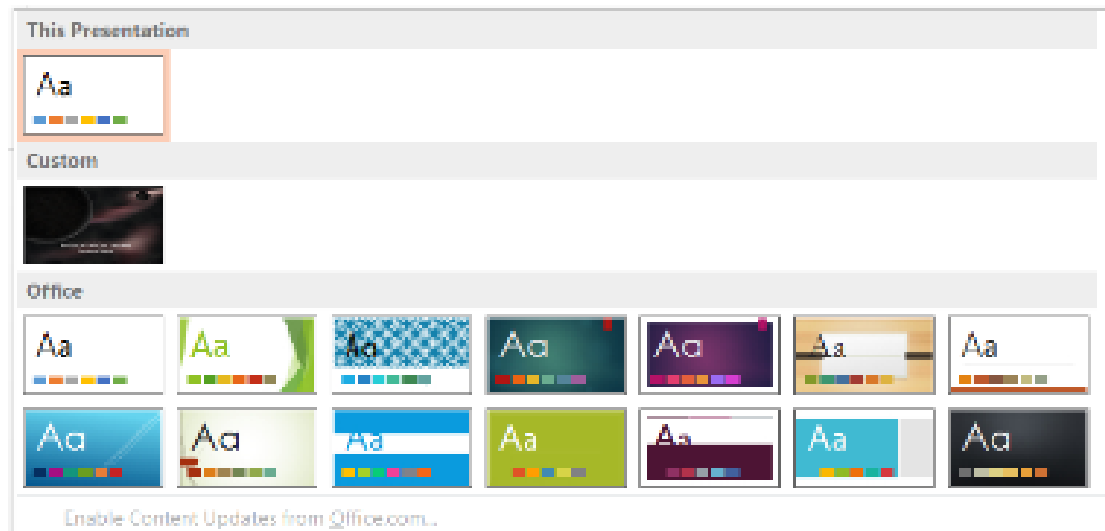 This Presentation
Aa
Custom
Office
Aa Aa Aa Aa Aa Aa Aa
Aa Aa Aa Aa Aa Aa Aa
Enable Content Updates from Office.com...